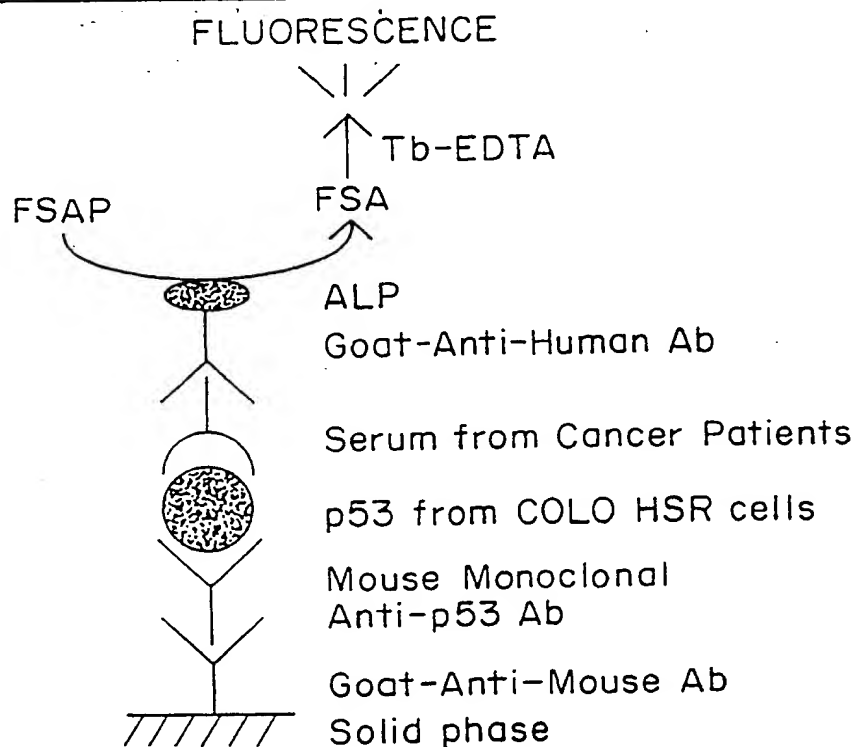 FLUORESCENCE
Tb-EDTA
FSAP
FSA
ALP
Goat-Anti-Human Ab
Serum from Cancer Patients
p53 from COLO HSR cells
Mouse Monoclonal
Anti-p53 Ab
Goat-Anti-Mouse Ab
Solid phase